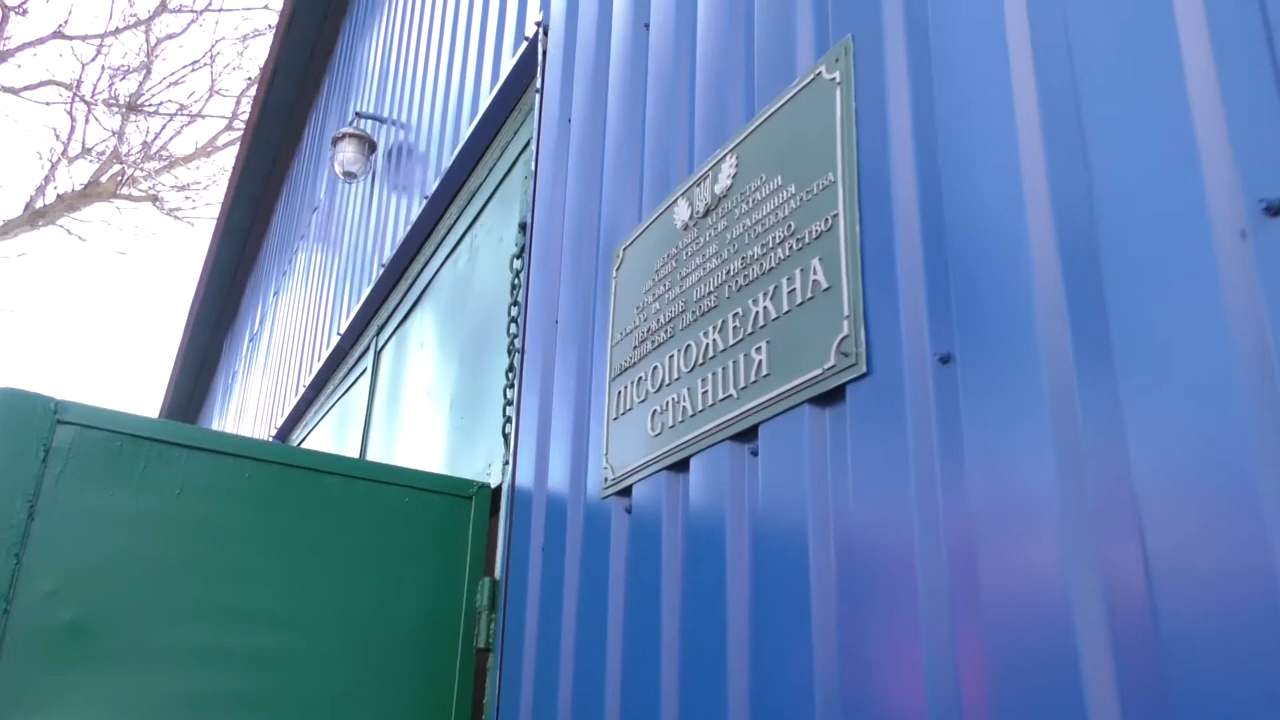 ДЕРЖАВНЕ АГЕНТСТВО
ЛІСОВИХ РЕСУРСІВ УКРАЇНИ
СУМСЬКЕ ОБЛАСНЕ УПРАВЛІННЯ
ЛІСОВОГО ТА МИСЛИВСЬКОГО ГОСПОДАРСТВА
ДЕРЖАВНЕ ПІДПРИЄМСТВО
"ЛЕБЕДИНСЬКЕ ЛІСОВЕ ГОСПОДАРСТВО"
ЛІСОПОЖЕЖНА
СТАНЦІЯ